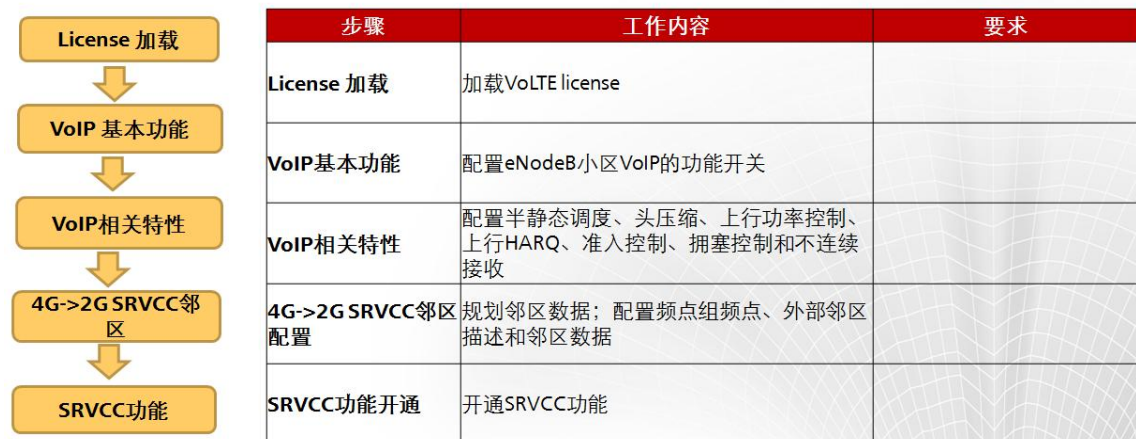 License 加载
VoIP 基本功能
VoIP相关特性
4G->2G SRVCC邻
区
SRVCC功能
步骤 工作内容 要求
License 加载 加载VoLTE license
VoIP基本功能 配置eNodeB小区VoIP的功能开关
VoIP相关特性
配置半静态调度、头压缩、上行功率控制、
上行HARQ、准入控制、拥塞控制和不连续
接收
4G->2G SRVCC邻区
配置
规划邻区数据；配置频点组频点、外部邻区
描述和邻区数据
SRVCC功能开通 开通SRVCC功能